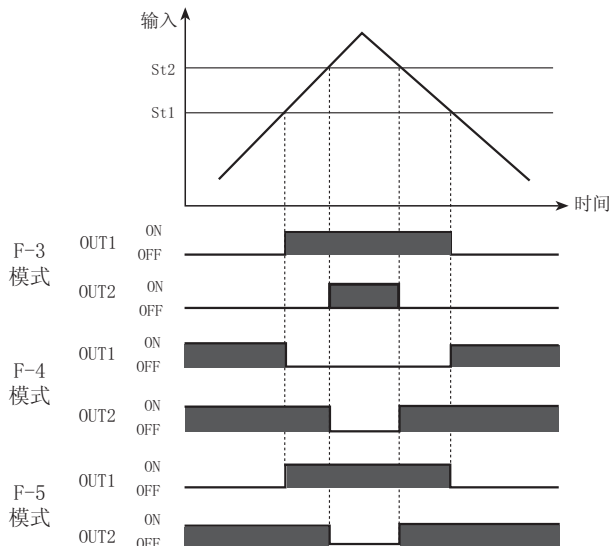 输入
St2
St1
时间
F-3
模式
OUT1
ON
OFF
OUT2
ON
OFF
F-4
模式
OUT1
ON
OFF
OUT2
ON
OFF
F-5
模式
OUT1
ON
OFF
OUT2
ON
OFF